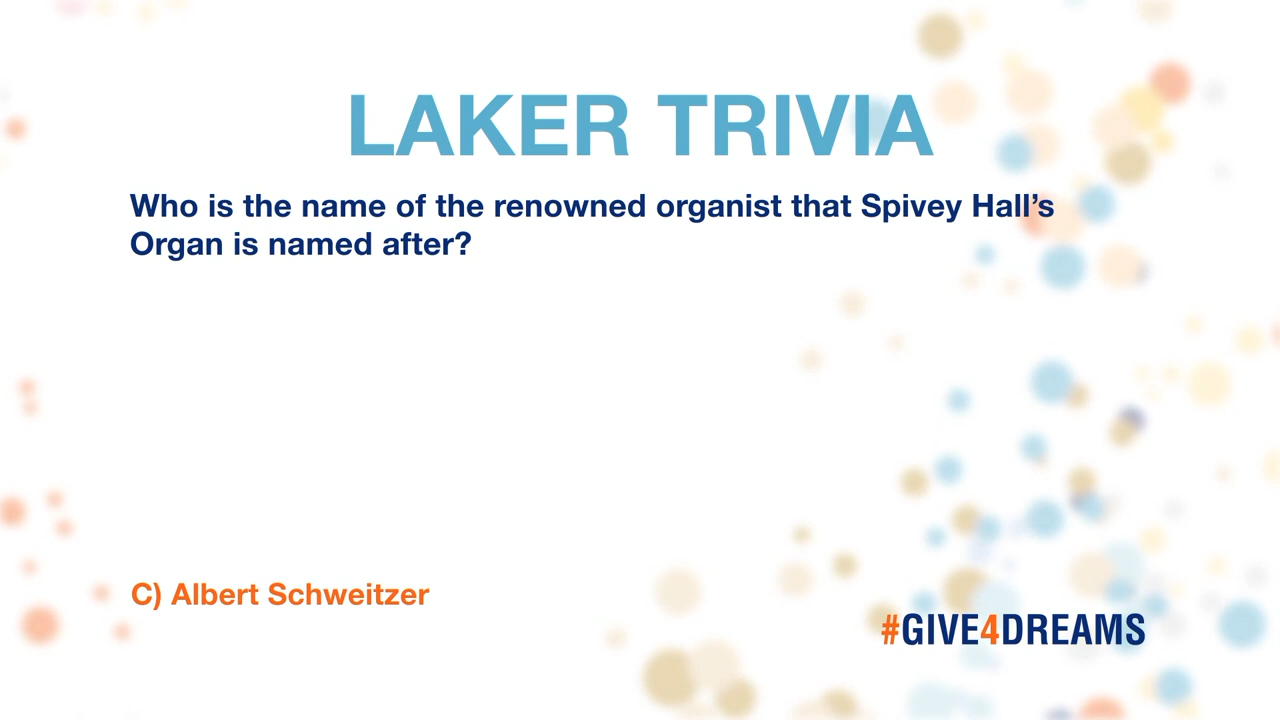 LAKER TRIVIA
Who is the name of the renowned organist that Spivey Hall’s
Organ is named after?
C) Albert Schweitzer
#GIVE4DREAMS